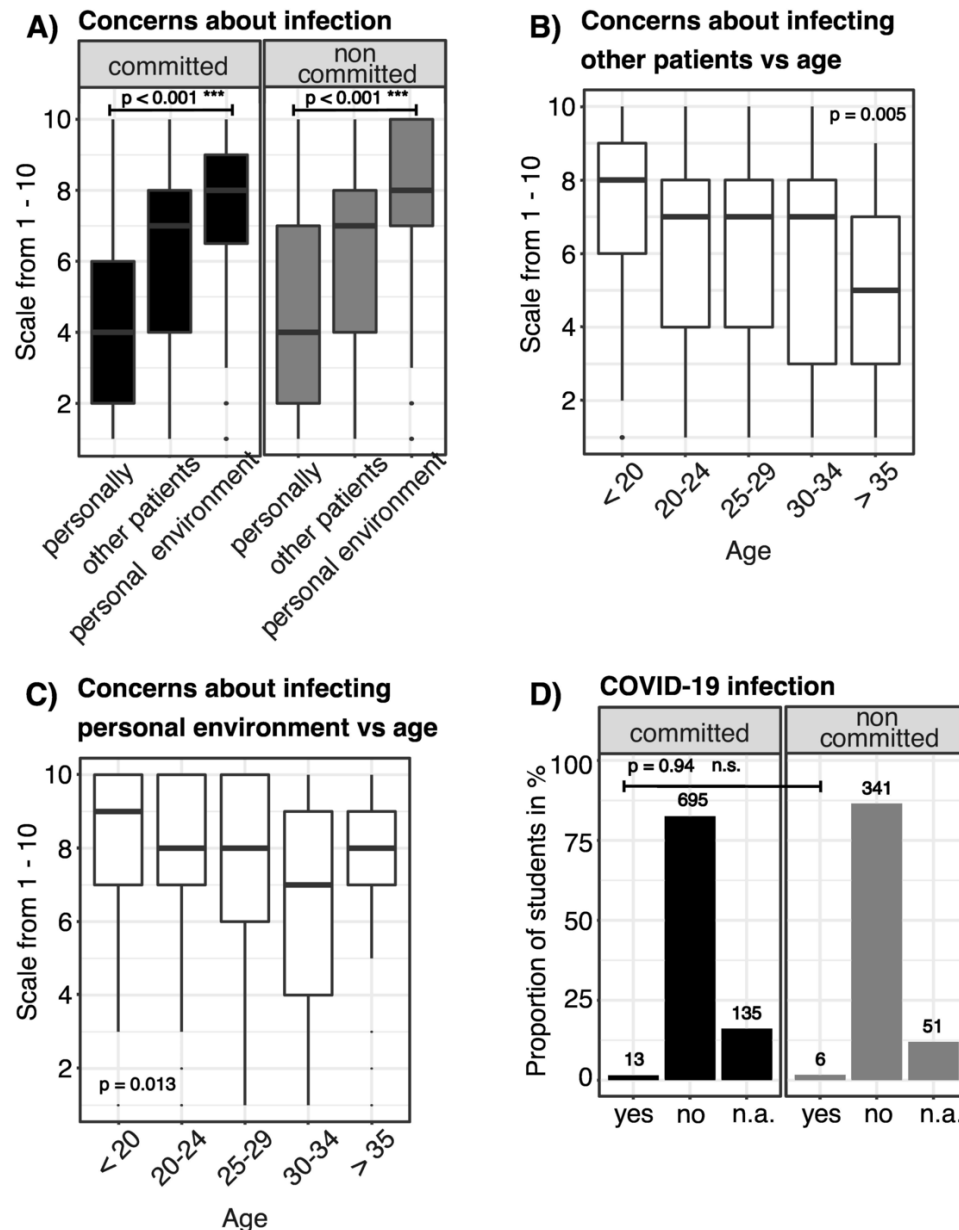 A)
Concerns about infection
committed
non
committed
p < 0.001 ***
p < 0.001 ***
Scale from 1 - 10
10
8
6
4
2
personally
other patients
personal environment
personally
other patients
personal environment
B)
Concerns about infecting
other patients vs age
p = 0.005
Scale from 1 - 10
10
8
6
4
2
< 20
20-24
25-29
30-34
> 35
Age
C)
Concerns about infecting
personal environment vs age
Scale from 1 - 10
10
8
6
4
2
p = 0.013
< 20
20-24
25-29
30-34
> 35
Age
D)
COVID-19 infection
committed
non
committed
p = 0.94 n.s.
Proportion of students in %
100
75
50
25
0
13
695
135
6
341
51
yes
no
n.a.
yes
no
n.a.